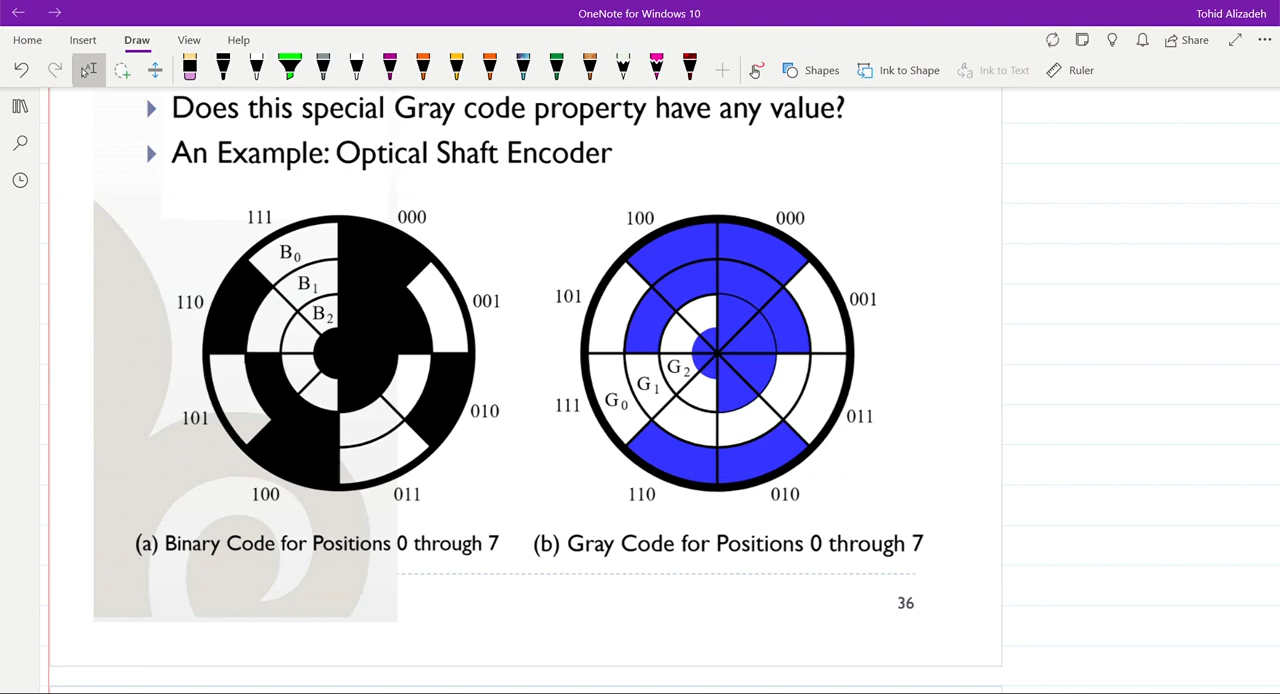 OneNote for Windows 10
Tohid Alizadeh
Home Insert Draw View Help
Share
Shapes
Ink to Shape
Ink to Text
Ruler
Does this special Gray code property have any value?
An Example: Optical Shaft Encoder
111 000
B0
B1
B2
110 001
101 010
100 011
100 000
101 001
G2
G1
G0
111 011
110 010
(a) Binary Code for Positions 0 through 7
(b) Gray Code for Positions 0 through 7
36